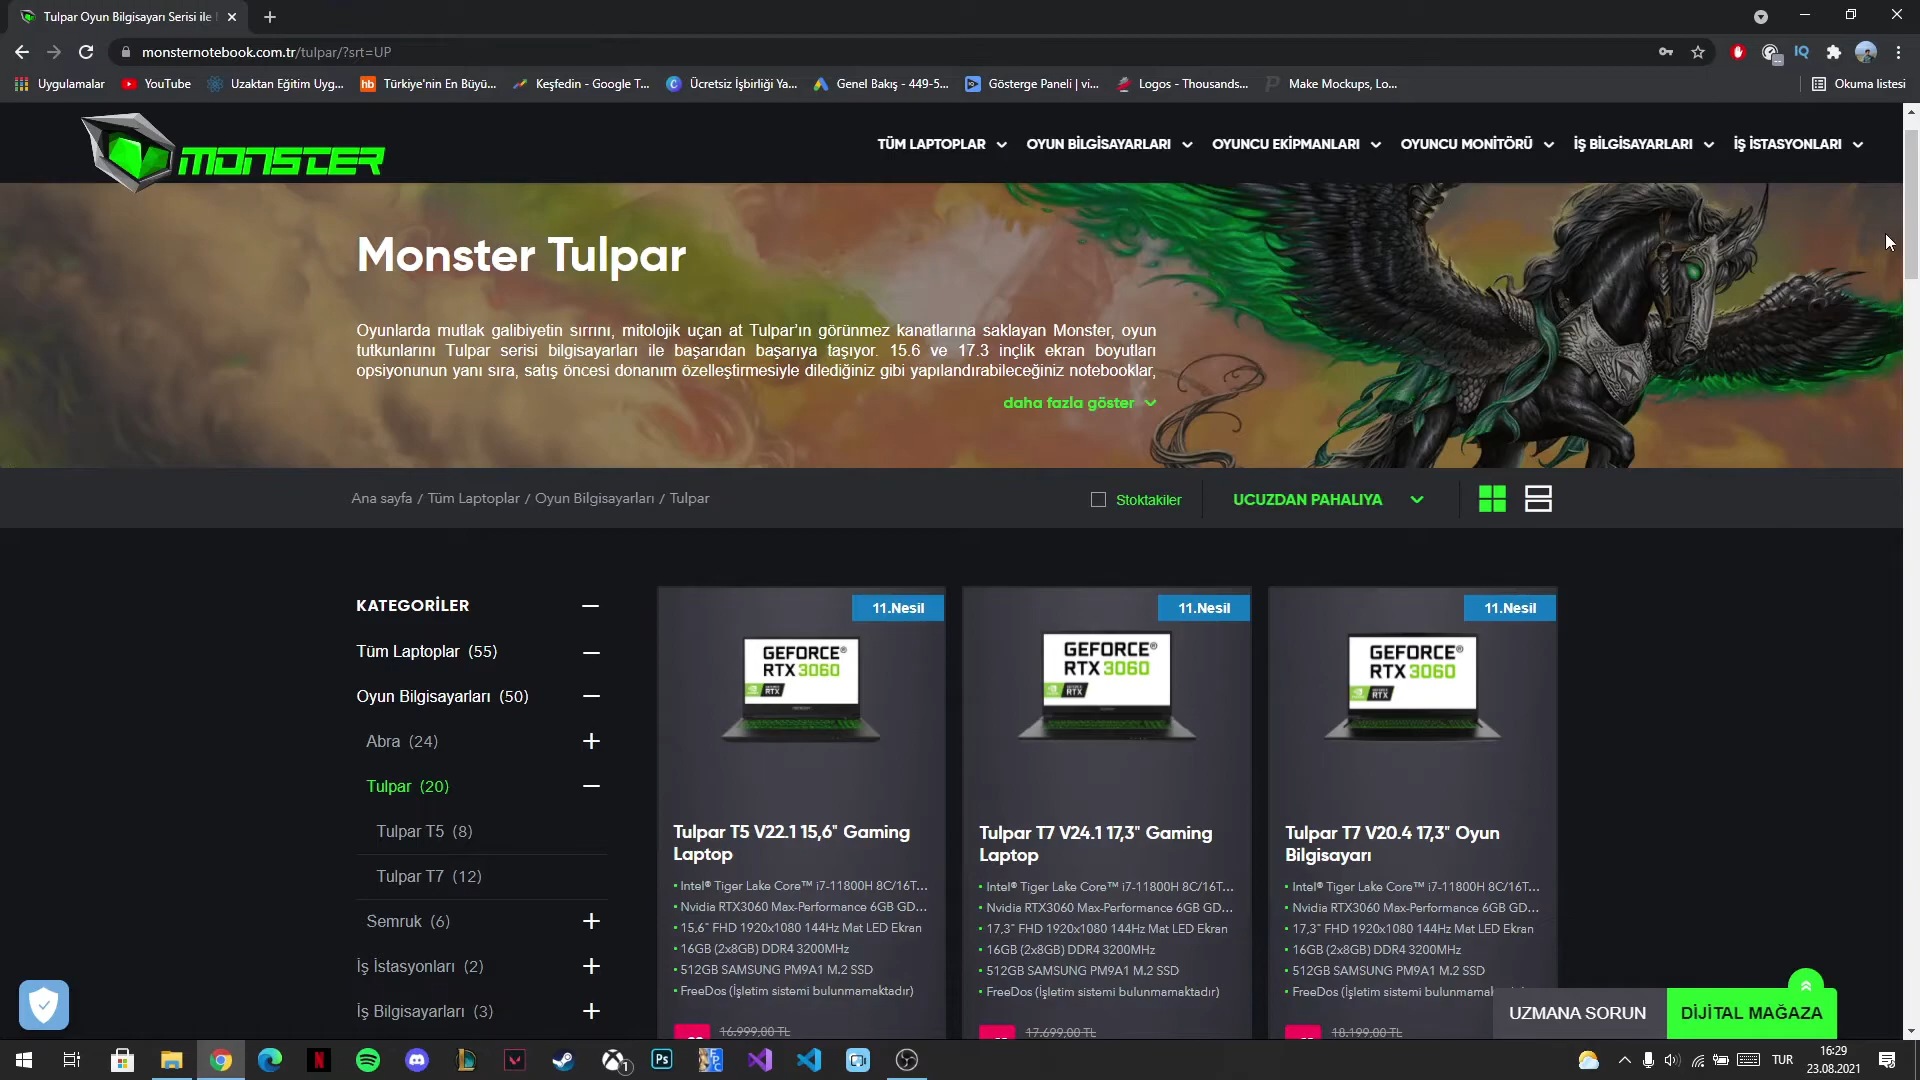 Tulpar Oyun Bilgisayarı Serisi ile
monsternotebook.com.tr/tulpar/?srt=UP
Uygulamalar YouTube Uzaktan Eğitim Uyg... hb Türkiye'nin En Büyü... Keşfedin - Google T... Ücretsiz İşbirliği Ya... Genel Bakış - 449-5... Gösterge Paneli | vi... Logos - Thousands... Make Mockups, Lo... Okuma listesi
MONSTER
TÜM LAPTOPLAR OYUN BİLGİSAYARLARI OYUNCU EKİPMANLARI OYUNCU MONİTÖRÜ İŞ BİLGİSAYARLARI İŞ İSTASYONLARI
Monster Tulpar
Oyunlarda mutlak galibiyetin sırrını, mitolojik uçan at Tulpar’ın görünmez kanatlarına saklayan Monster, oyun
tutkunlarını Tulpar serisi bilgisayarları ile başarıdan başarıya taşıyor. 15.6 ve 17.3 inçlik ekran boyutları
opsiyonunun yanı sıra, satış öncesi donanım özelleştirmesiyle dilediğiniz gibi yapılandırabileceğiniz notebooklar,
daha fazla göster
Ana sayfa / Tüm Laptoplar / Oyun Bilgisayarları / Tulpar
Stoktakiler
UCUZDAN PAHALIYA
KATEGORİLER
Tüm Laptoplar (55)
Oyun Bilgisayarları (50)
Abra (24)
Tulpar (20)
Tulpar T5 (8)
Tulpar T7 (12)
Semruk (6)
İş İstasyonları (2)
İş Bilgisayarları (3)
11.Nesil
GEFORCE®
RTX 3060
RTX
Tulpar T5 V22.1 15,6" Gaming
Laptop
• Intel® Tiger Lake Core™ i7-11800H 8C/16T...
• Nvidia RTX3060 Max-Performance 6GB GD...
• 15,6" FHD 1920x1080 144Hz Mat LED Ekran
• 16GB (2x8GB) DDR4 3200MHz
• 512GB SAMSUNG PM9A1 M.2 SSD
• FreeDos (İşletim sistemi bulunmamaktadır)
16.999,00 TL
11.Nesil
GEFORCE®
RTX 3060
RTX
Tulpar T7 V24.1 17,3" Gaming
Laptop
• Intel® Tiger Lake Core™ i7-11800H 8C/16T...
• Nvidia RTX3060 Max-Performance 6GB GD...
• 17,3" FHD 1920x1080 144Hz Mat LED Ekran
• 16GB (2x8GB) DDR4 3200MHz
• 512GB SAMSUNG PM9A1 M.2 SSD
• FreeDos (İşletim sistemi bulunmamaktadır)
17.699,00 TL
11.Nesil
GEFORCE®
RTX 3060
RTX
Tulpar T7 V20.4 17,3" Oyun
Bilgisayarı
• Intel® Tiger Lake Core™ i7-11800H 8C/16T...
• Nvidia RTX3060 Max-Performance 6GB GD...
• 17,3" FHD 1920x1080 144Hz Mat LED Ekran
• 16GB (2x8GB) DDR4 3200MHz
• 512GB SAMSUNG PM9A1 M.2 SSD
• FreeDos (İşletim sistemi bulunmamak
18.199,00 TL
UZMANA SORUN
DİJİTAL MAĞAZA
TUR
16:29
23.08.2021